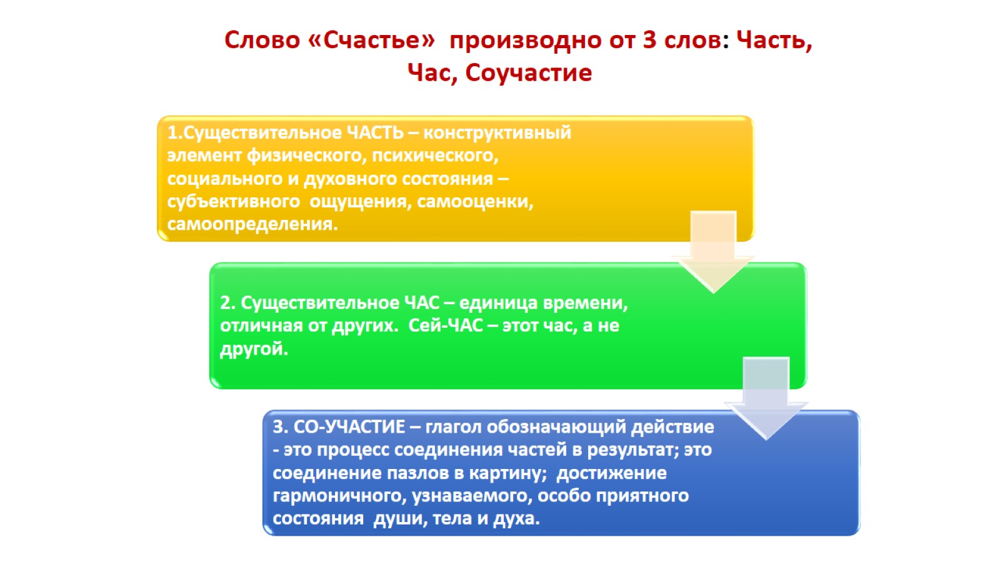 Слово «Счастье»  производно от 3 слов: Часть,
Час, Соучастие
1.Существительное ЧАСТЬ – конструктивный
элемент физического, психического,
социального и духовного состояния –
субъективного  ощущения, самооценки,
самоопределения.
2. Существительное ЧАС – единица времени,
отличная от других.  Сей-ЧАС – этот час, а не
другой.
3. СО-УЧАСТИЕ – глагол обозначающий действие
- это процесс соединения частей в результат; это
соединение пазлов в картину;  достижение
гармоничного, узнаваемого, особо приятного
состояния  души, тела и духа.